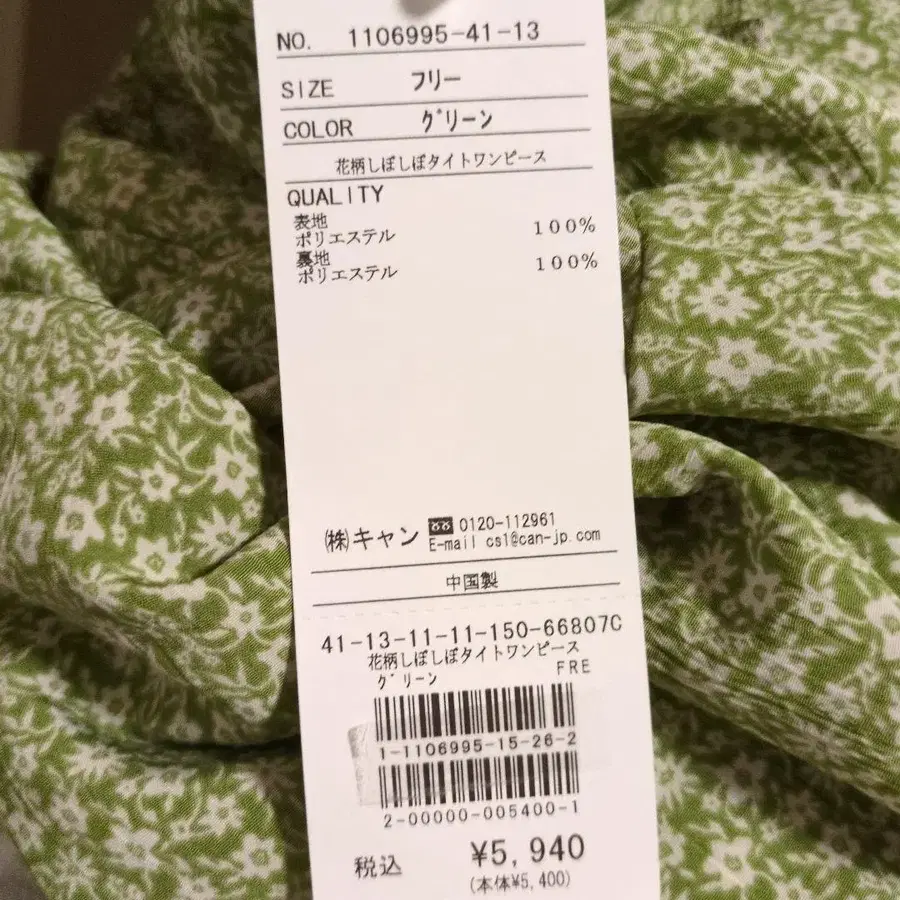 NO. 1106995-41-13
SIZE フリー
COLOR グリーン
花柄しぼしぼタイトワンピース
QUALITY
表地
ポリエステル 100%
裏地
ポリエステル 100%
(株)キャン 0120-112961
E-mail cs1@can-jp.com
中国製
41-13-11-11-150-66807C
花柄しぼしぼタイトワンピース
グリーン FRE
1-1106995-15-26-2
2-00000-005400-1
税込 ¥5,940
(本体¥5,400)